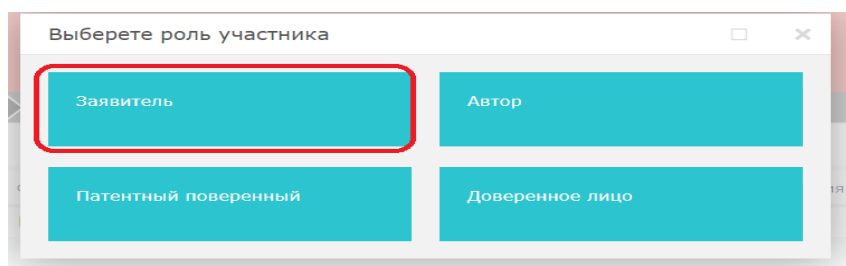 Выберете роль участника
Заявитель
Автор
Патентный поверенный
Доверенное лицо